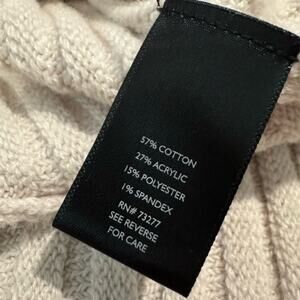 57% COTTON
27% ACRYLIC
15% POLYESTER
1% SPANDEX
RN# 73277
SEE REVERSE
FOR CARE